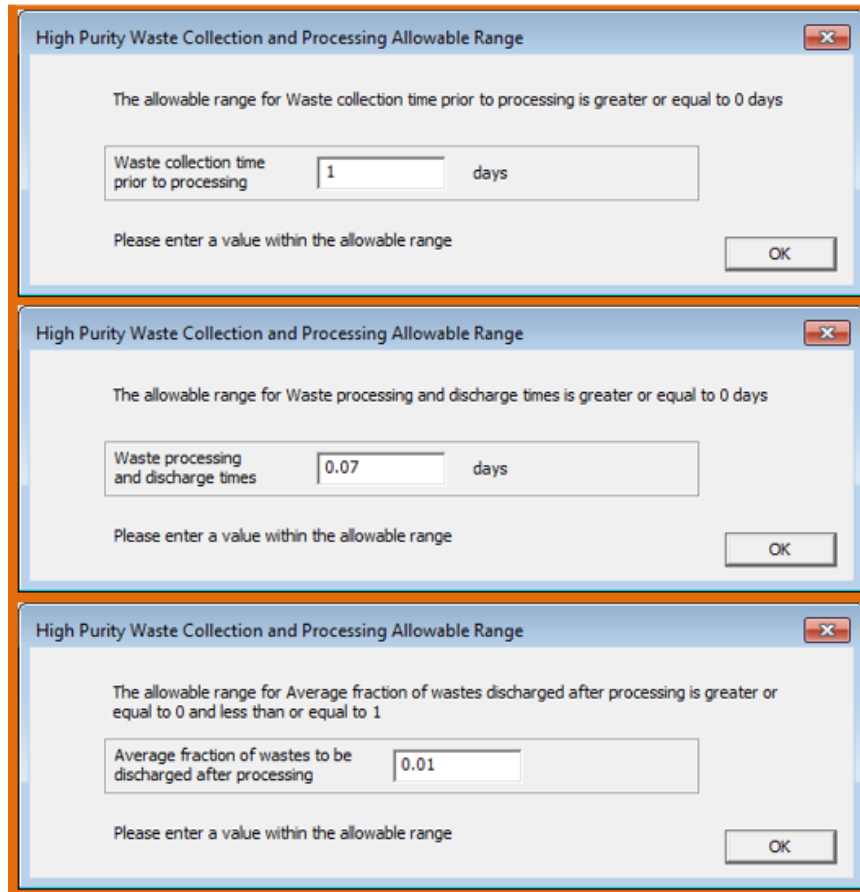 High Purity Waste Collection and Processing Allowable Range
The allowable range for Waste collection time prior to processing is greater or equal to 0 days
Waste collection time
prior to processing
1
days
Please enter a value within the allowable range
OK
High Purity Waste Collection and Processing Allowable Range
The allowable range for Waste processing and discharge times is greater or equal to 0 days
Waste processing
and discharge times
0.07
days
Please enter a value within the allowable range
OK
High Purity Waste Collection and Processing Allowable Range
The allowable range for Average fraction of wastes discharged after processing is greater or
equal to 0 and less than or equal to 1
Average fraction of wastes to be
discharged after processing
0.01
Please enter a value within the allowable range
OK